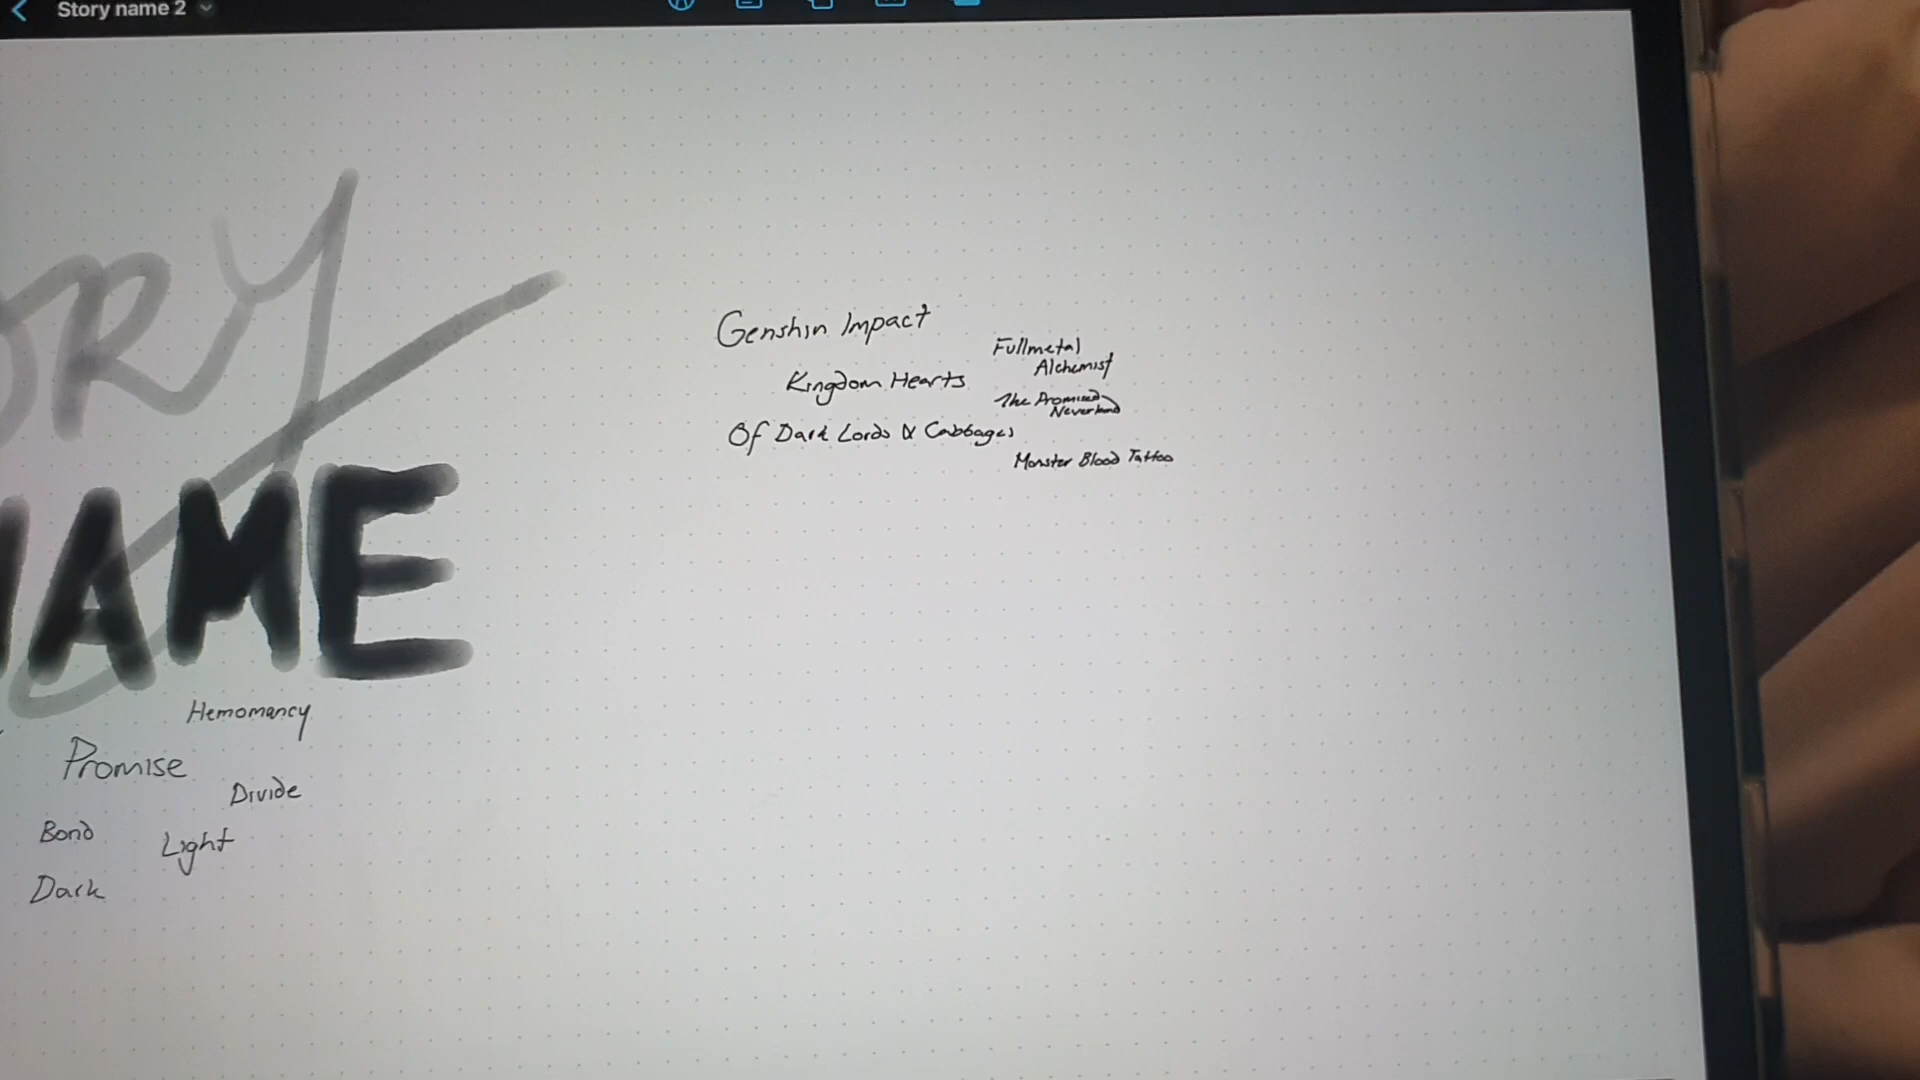 Story name 2
ORY
NAME
Genshin Impact
Fullmetal
Alchemist
Kingdom Hearts
The Promised
Neverland
Of Dark Lords & Cabbages
Monster Blood Tattoo
Hemomancy
Promise
Divide
Bond
Light
Dark